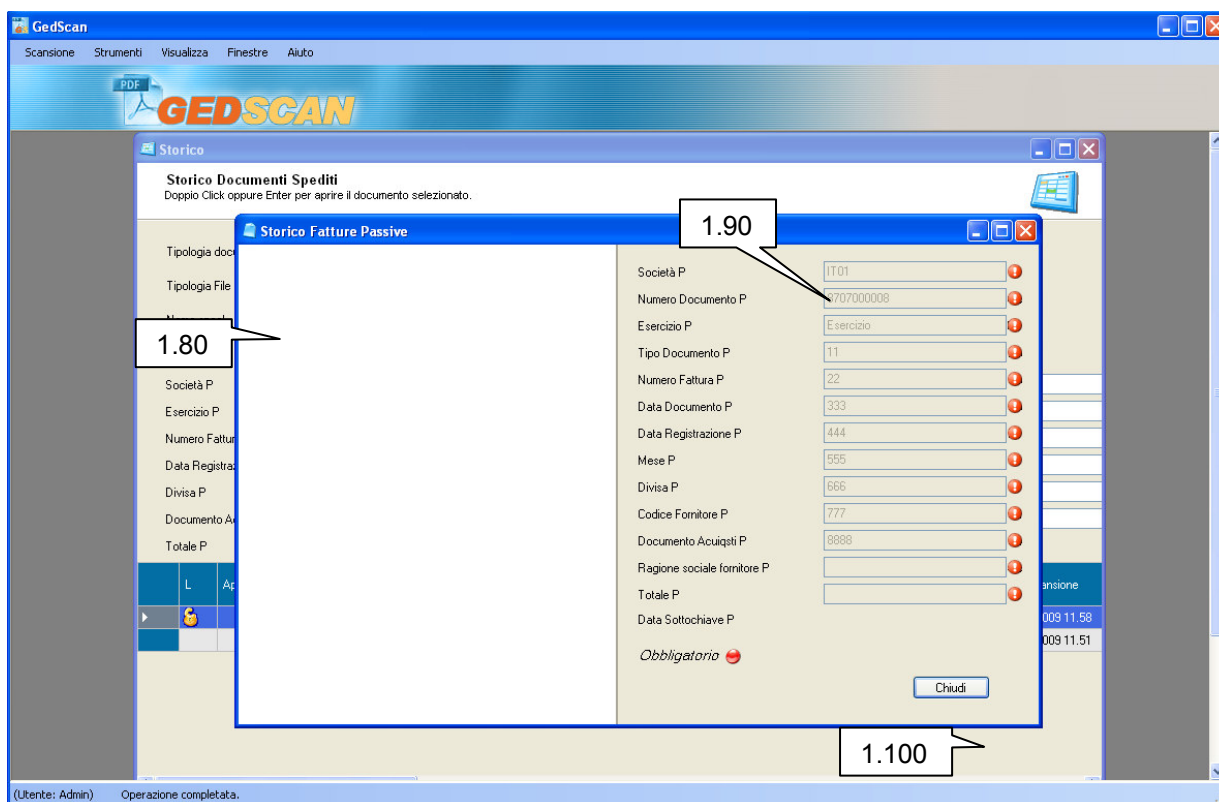 GedScan
Scansione Strumenti Visualizza Finestre Aiuto
PDF
GEDSCAN
Storico
Storico Documenti Spediti
Doppio Click oppure Enter per aprire il documento selezionato.
Storico Fatture Passive
1.90
Tipologia docu
Tipologia File
1.80
Società P
Esercizio P
Numero Fattur
Data Registraz
Divisa P
Documento Ac
Totale P
Società P IT01
Numero Documento P 8707000008
Esercizio P Esercizio
Tipo Documento P 11
Numero Fattura P 22
Data Documento P 333
Data Registrazione P 444
Mese P 555
Divisa P 666
Codice Fornitore P 777
Documento Acuiqsti P 8888
Ragione sociale fornitore P
Totale P
Data Sottochiave P
Obbligatorio
Chiudi
L Ap ansione
009 11.58
009 11.51
1.100
(Utente: Admin) Operazione completata.